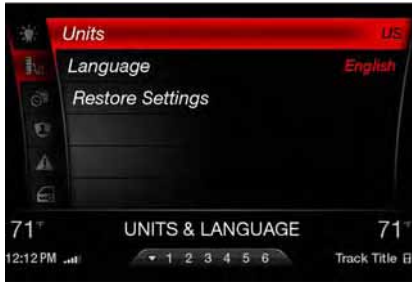 Units US
Language English
Restore Settings
71° UNITS & LANGUAGE 71°
12:12 PM 1 2 3 4 5 6 Track Title